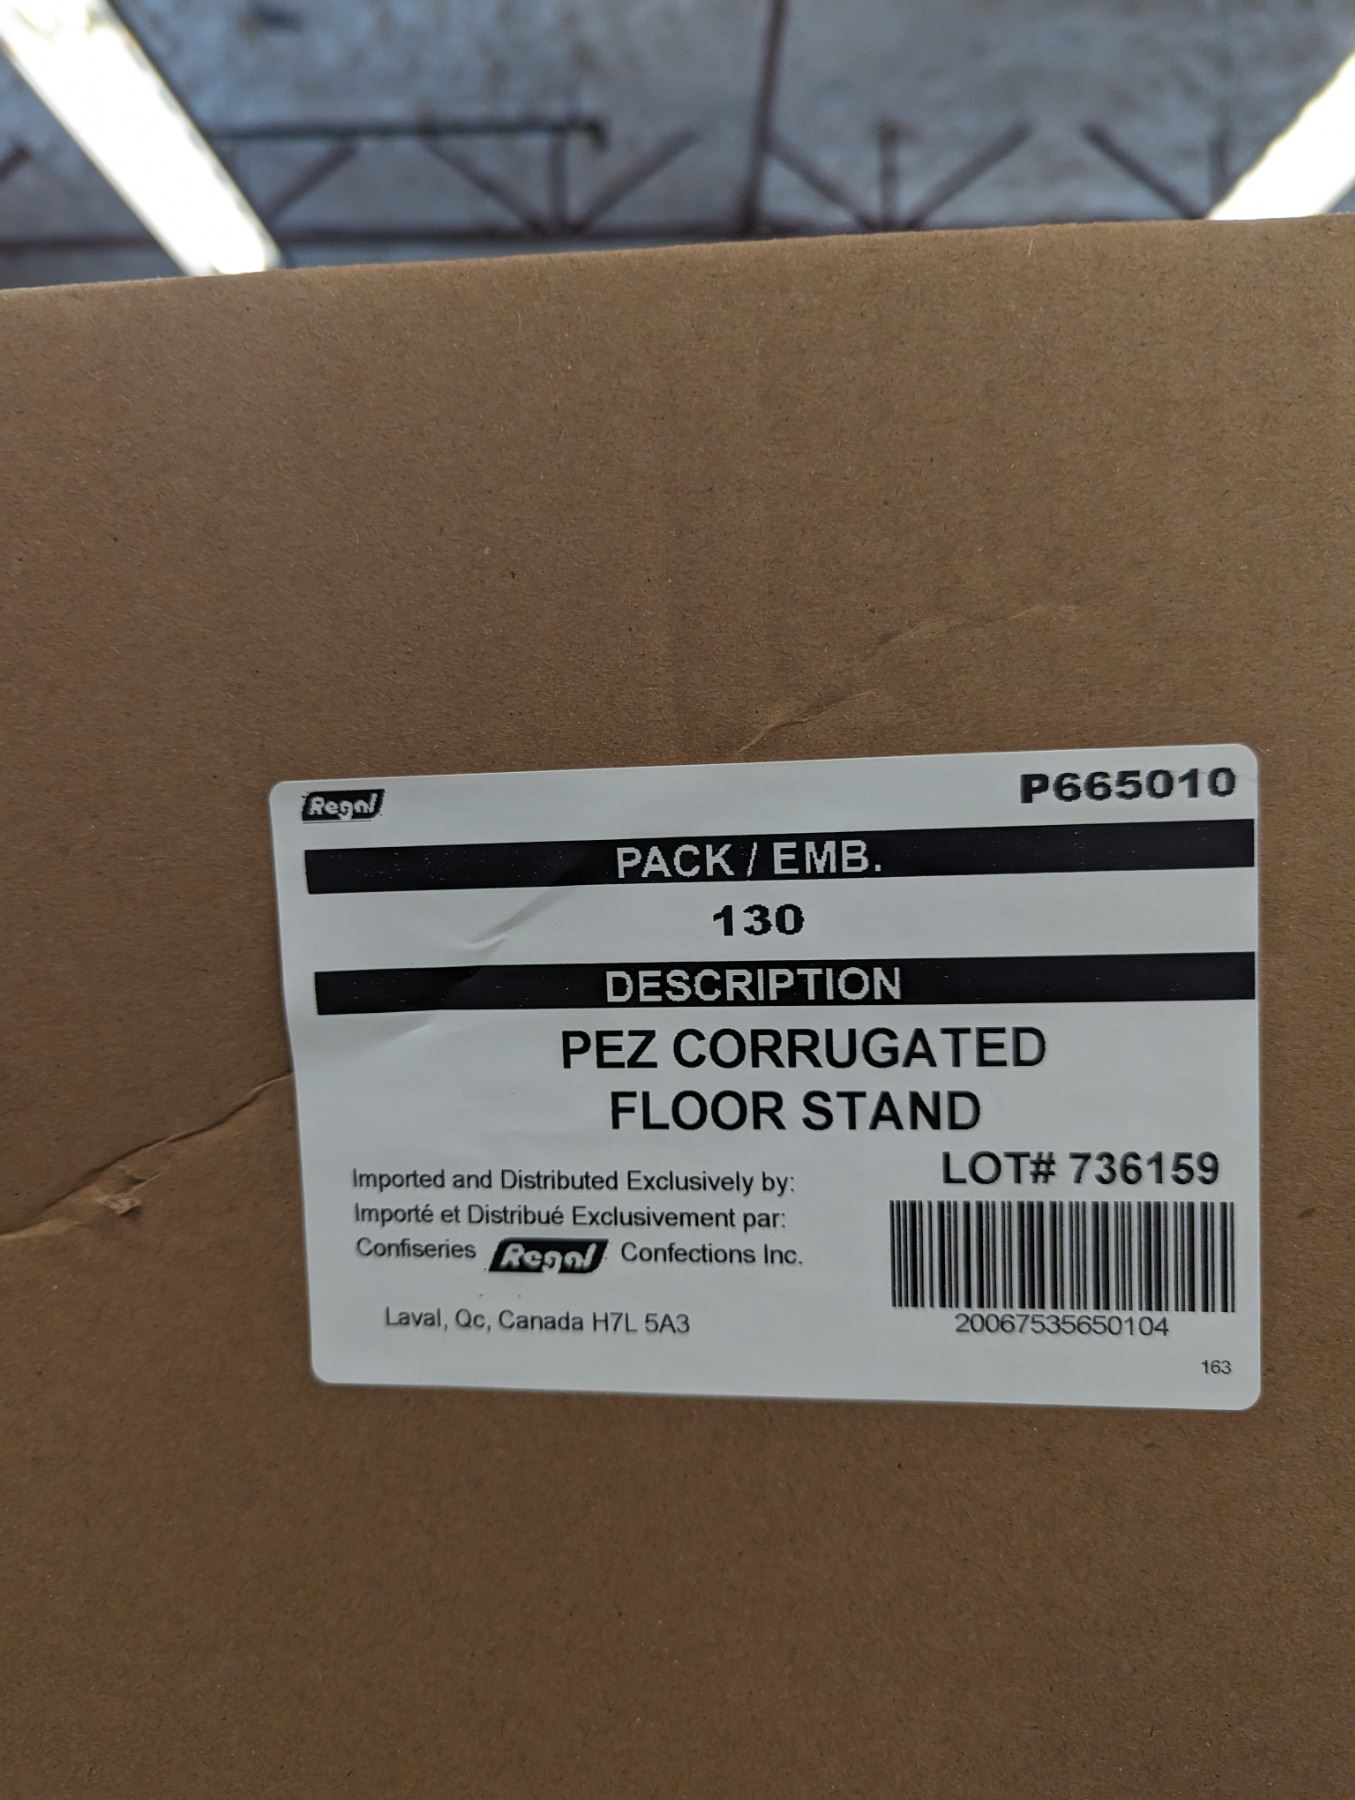 Regal
P665010
PACK / EMB.
130
DESCRIPTION
PEZ CORRUGATED
FLOOR STAND
LOT# 736159
Imported and Distributed Exclusively by:
Importé et Distribué Exclusivement par:
Confiseries Regal Confections Inc.
Laval, Qc, Canada H7L 5A3
20067535650104
163